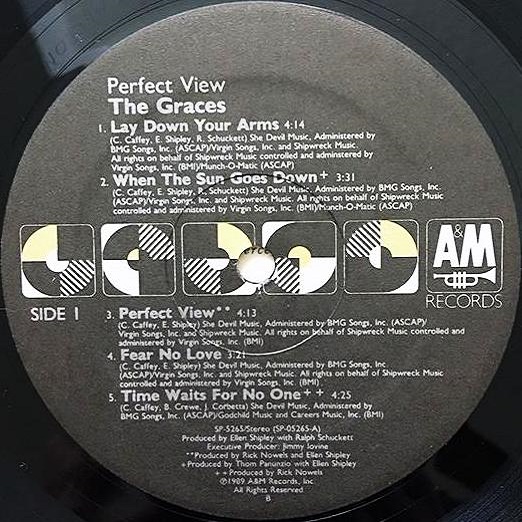 Perfect View
The Graces
1. Lay Down Your Arms 4:14
(C. Caffey, E. Shipley, R. Schuckett) She Devil Music, Administered by
BMG Songs, Inc. (ASCAP)/Virgin Songs, Inc. and Shipwreck Music.
All rights on behalf of Shipwreck Music controlled and administered by
Virgin Songs, Inc. (BMI)/Munch-O-Matic (ASCAP)
2. When The Sun Goes Down+ 3:31
(C. Caffey, E. Shipley, R. Schuckett) She Devil Music, Administered by BMG Songs, Inc.
(ASCAP)/Virgin Songs, Inc. and Shipwreck Music. All rights on behalf of Shipwreck Music
controlled and administered by Virgin Songs, Inc. (BMI)/Munch-O-Matic (ASCAP)
A&M
RECORDS
SIDE 1
3. Perfect View** 4:13
(C. Caffey, E. Shipley) She Devil Music, Administered by BMG Songs, Inc. (ASCAP)/
Virgin Songs, Inc. and Shipwreck Music. All rights on behalf of Shipwreck Music controlled and
administered by Virgin Songs, Inc. (BMI)
4. Fear No Love 3:21
(C. Caffey, E. Shipley) She Devil Music, Administered by BMG Songs, Inc.
(ASCAP)/Virgin Songs, Inc. and Shipwreck Music. All rights on behalf of Shipwreck Music
controlled and administered by Virgin Songs, Inc. (BMI)
5. Time Waits For No One++ 4:25
(C. Caffey, B. Crewe, J. Corbetta) She Devil Music, Administered by
BMG Songs, Inc. (ASCAP)/Godchild Music and Careers Music, Inc. (BMI)
SP-5265/Stereo (SP-05265-A)
Produced by Ellen Shipley with Ralph Schuckett
Executive Producer: Jimmy Iovine
**Produced by Rick Nowels and Ellen Shipley
+Produced by Thom Panunzio with Ellen Shipley
++Produced by Rick Nowels
℗1989 A&M Records, Inc.
All Rights Reserved
B